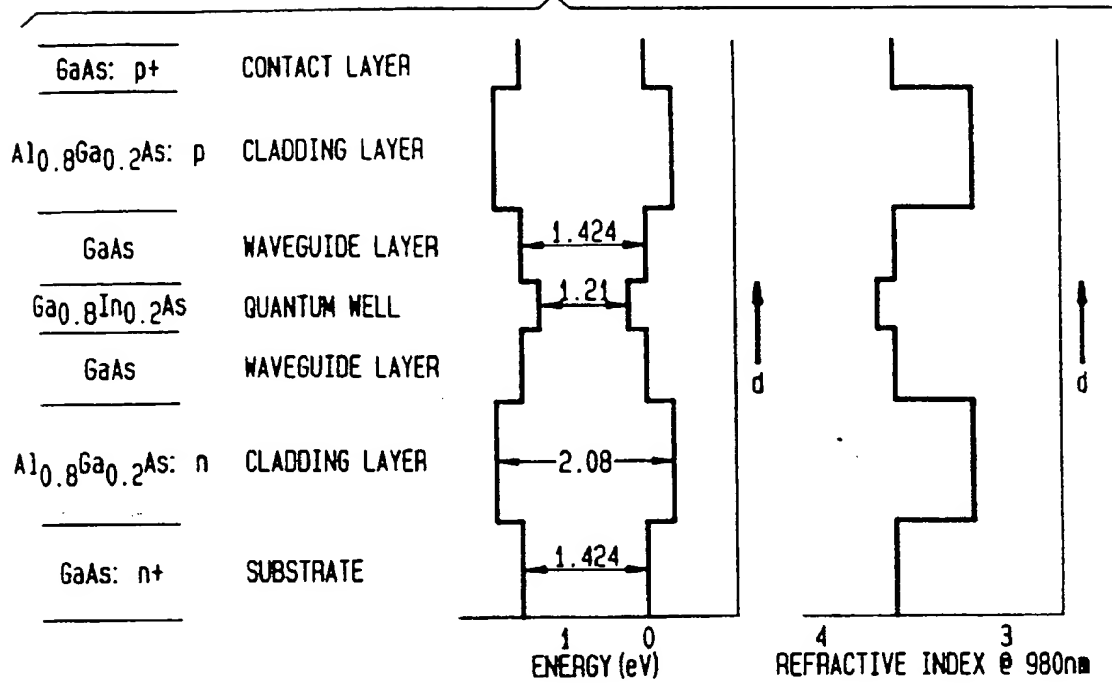 GaAs: p+ CONTACT LAYER
Al0.8Ga0.2As: p CLADDING LAYER
GaAs WAVEGUIDE LAYER 1.424
Ga0.8In0.2As QUANTUM WELL 1.21
GaAs WAVEGUIDE LAYER d d
Al0.8Ga0.2As: n CLADDING LAYER 2.08
GaAs: n+ SUBSTRATE 1.424
1 0 4 3
ENERGY (eV) REFRACTIVE INDEX @ 980nm